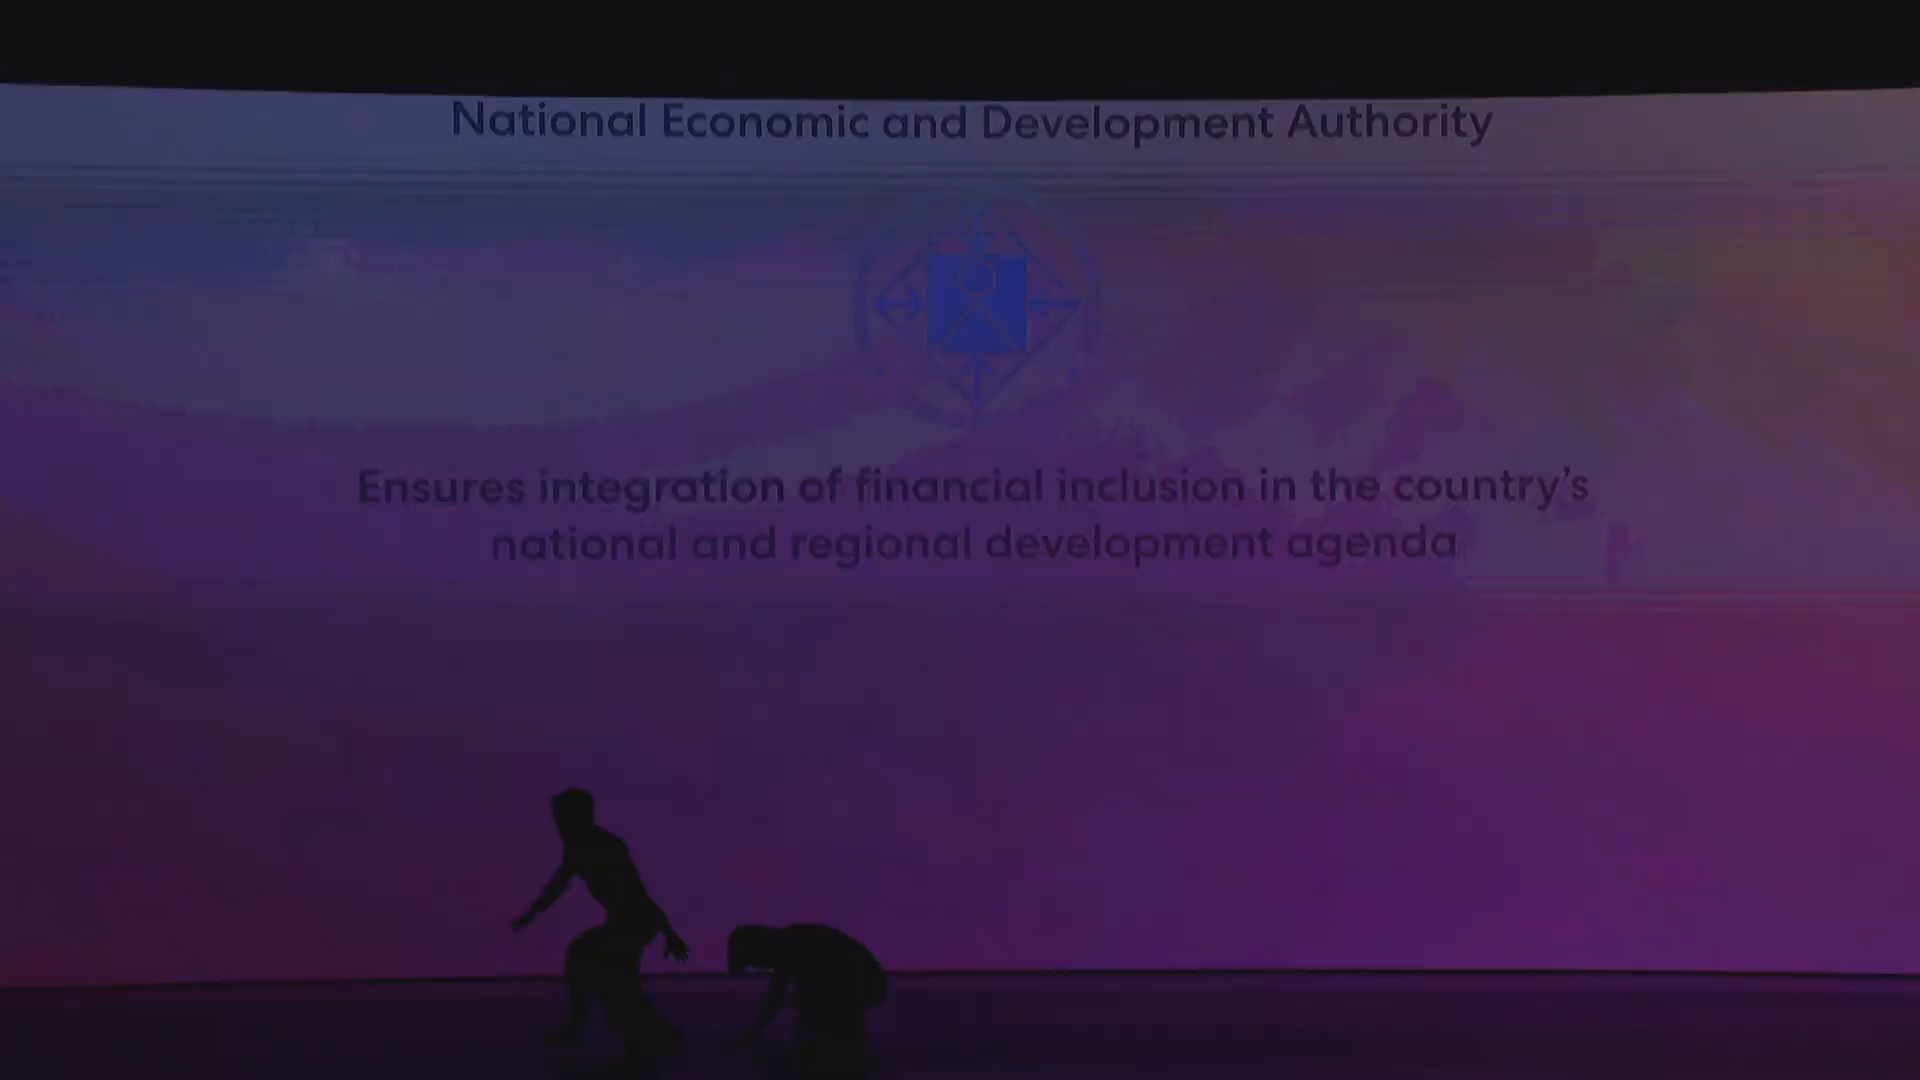 National Economic and Development Authority
Ensures integration of financial inclusion in the country's
national and regional development agenda